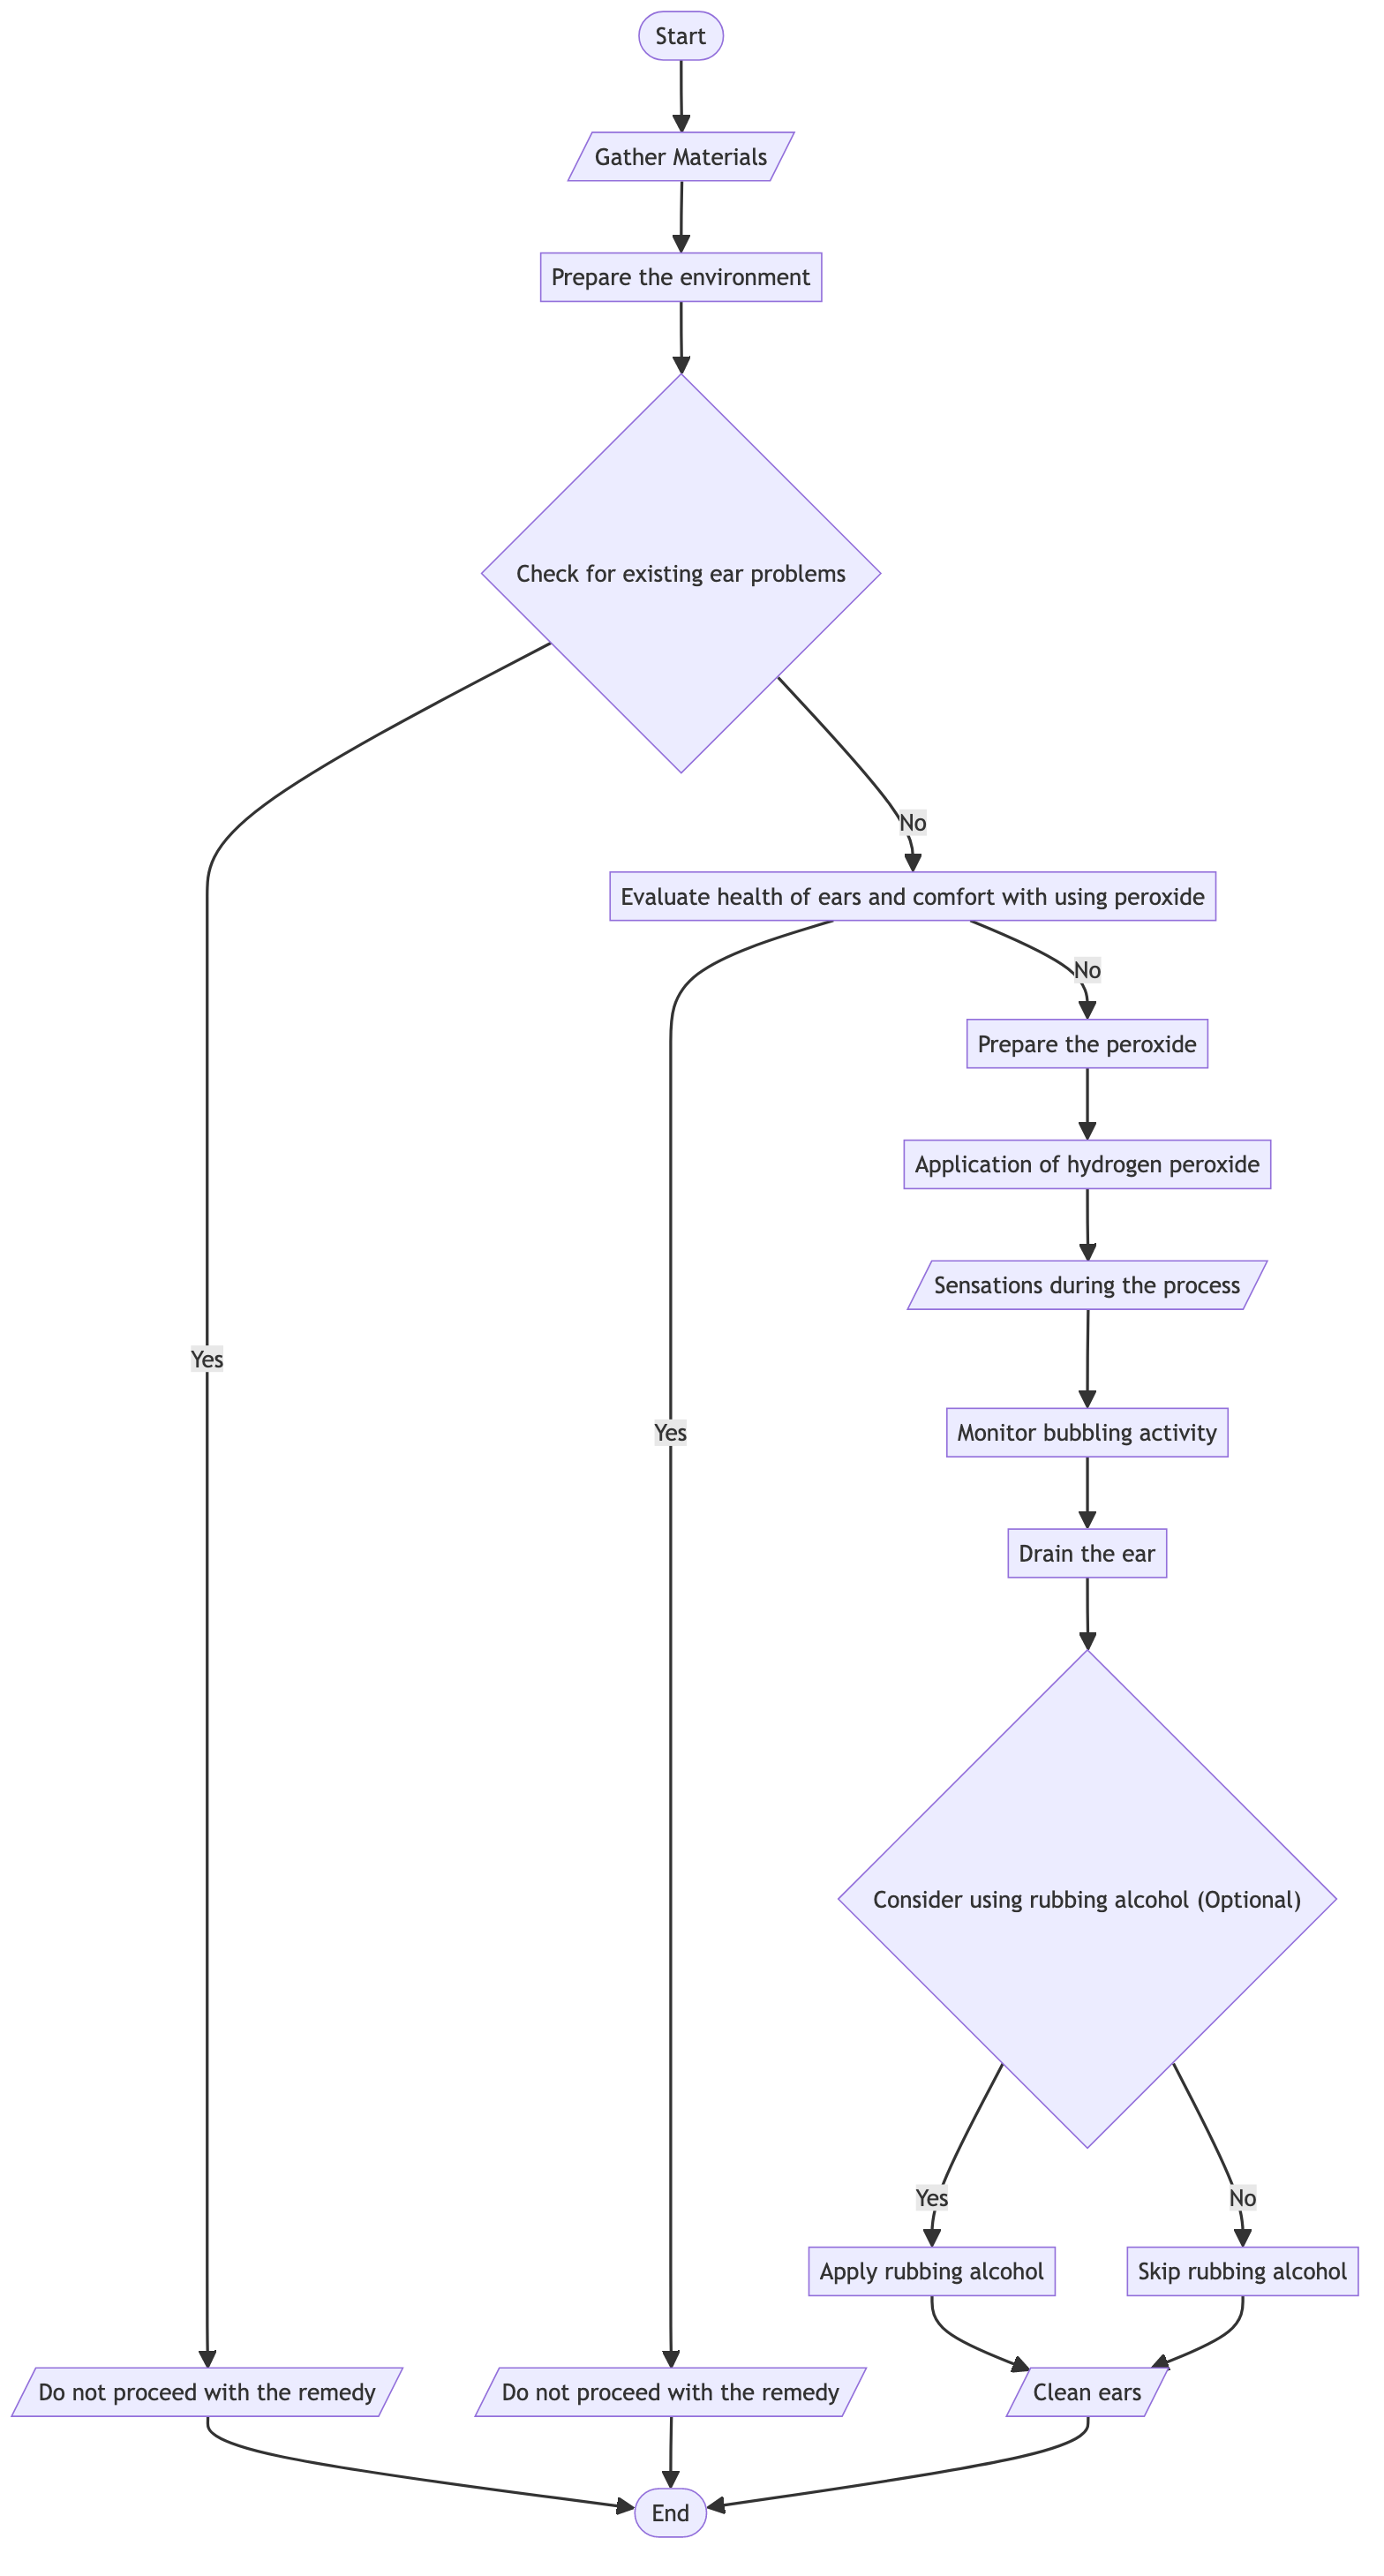 Start
Gather Materials
Prepare the environment
Check for existing ear problems
No
Evaluate health of ears and comfort with using peroxide
No
Prepare the peroxide
Application of hydrogen peroxide
Sensations during the process
Yes
Yes
Monitor bubbling activity
Drain the ear
Consider using rubbing alcohol (Optional)
Yes
No
Apply rubbing alcohol
Skip rubbing alcohol
Do not proceed with the remedy
Do not proceed with the remedy
Clean ears
End